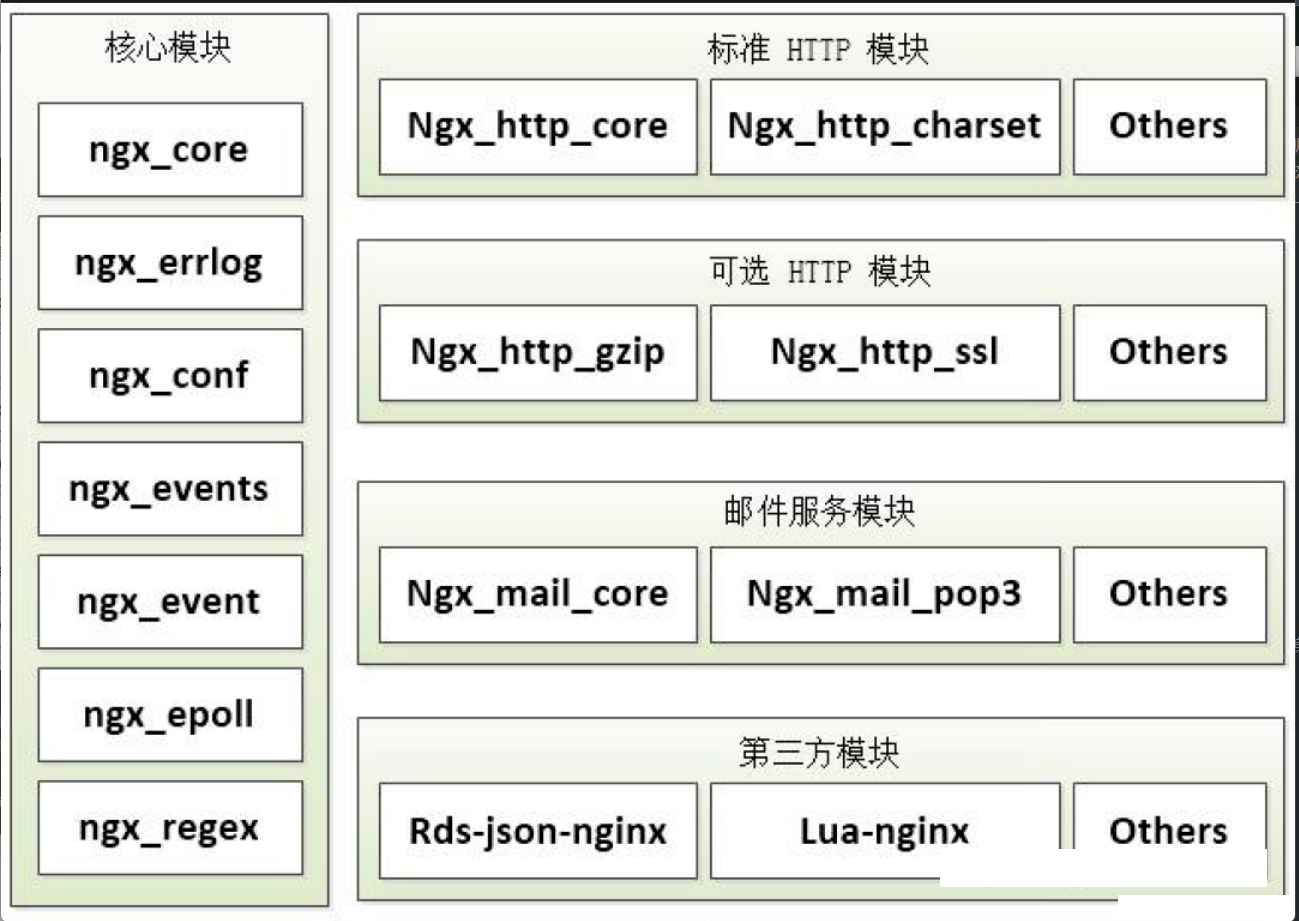 核心模块
ngx_core
ngx_errlog
ngx_conf
ngx_events
ngx_event
ngx_epoll
ngx_regex
标准 HTTP 模块
Ngx_http_core
Ngx_http_charset
Others
可选 HTTP 模块
Ngx_http_gzip
Ngx_http_ssl
Others
邮件服务模块
Ngx_mail_core
Ngx_mail_pop3
Others
第三方模块
Rds-json-nginx
Lua-nginx
Others